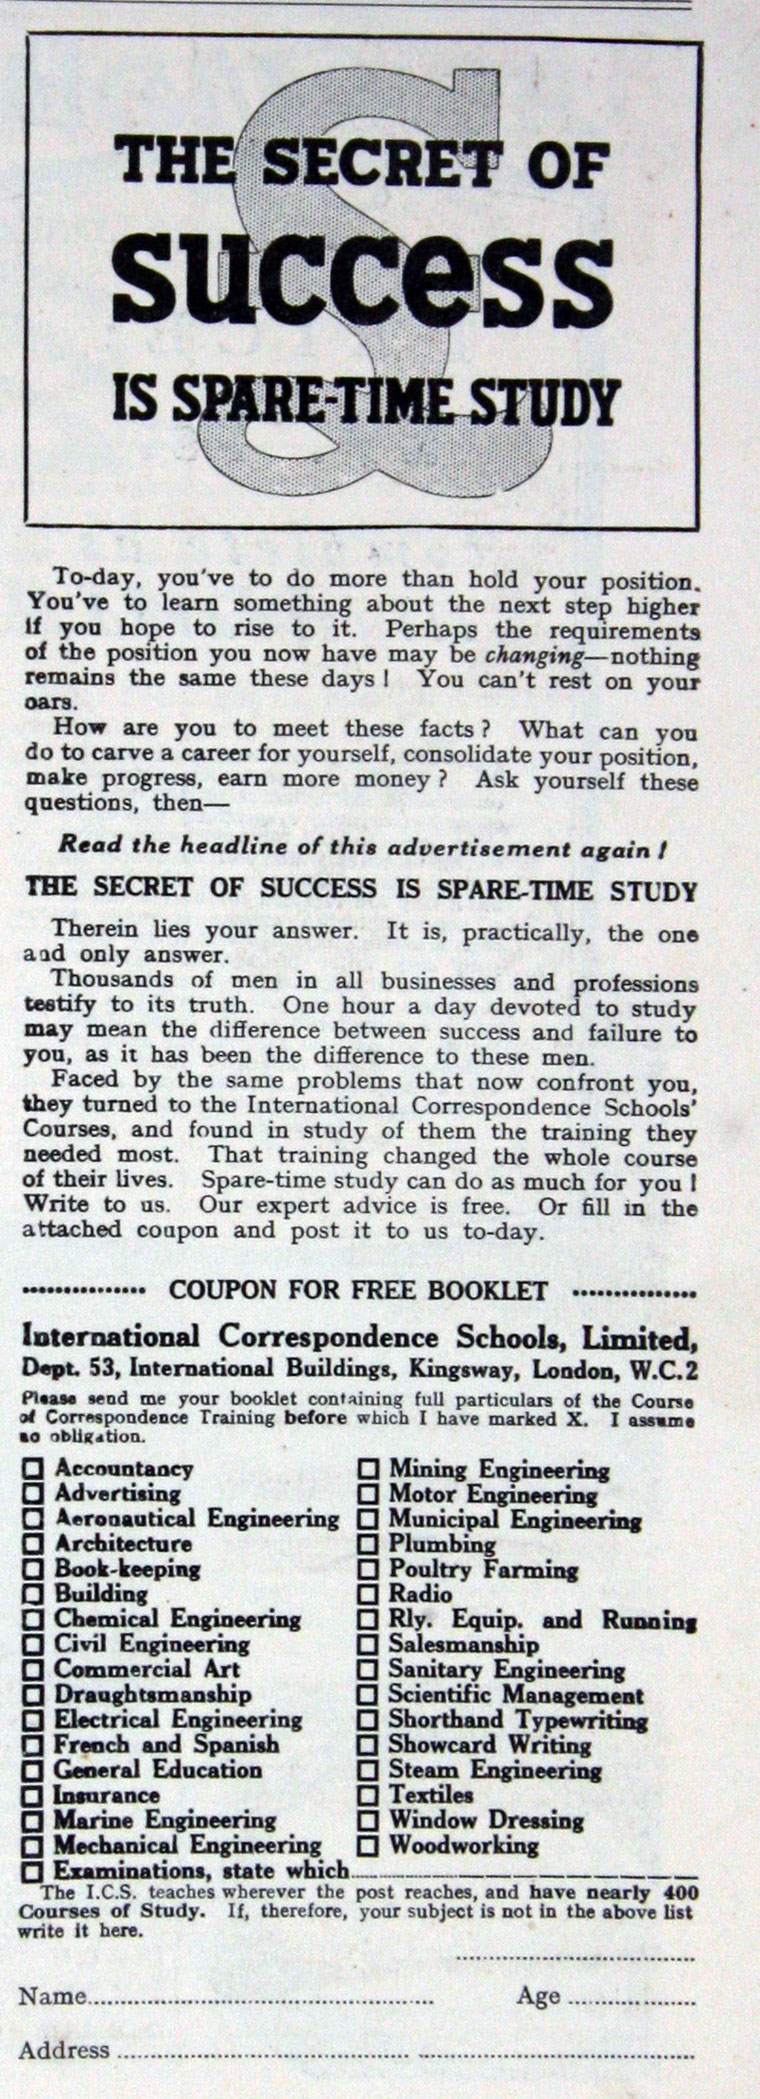 THE SECRET OF
success
IS SPARE-TIME STUDY
To-day, you've to do more than hold your position.
You've to learn something about the next step higher
if you hope to rise to it. Perhaps the requirements
of the position you now have may be changing—nothing
remains the same these days! You can't rest on your
oars.
How are you to meet these facts? What can you
do to carve a career for yourself, consolidate your position,
make progress, earn more money? Ask yourself these
questions, then—
Read the headline of this advertisement again!
THE SECRET OF SUCCESS IS SPARE-TIME STUDY
Therein lies your answer. It is, practically, the one
and only answer.
Thousands of men in all businesses and professions
testify to its truth. One hour a day devoted to study
may mean the difference between success and failure to
you, as it has been the difference to these men.
Faced by the same problems that now confront you,
they turned to the International Correspondence Schools'
Courses, and found in study of them the training they
needed most. That training changed the whole course
of their lives. Spare-time study can do as much for you!
Write to us. Our expert advice is free. Or fill in the
attached coupon and post it to us to-day.
COUPON FOR FREE BOOKLET
International Correspondence Schools, Limited,
Dept. 53, International Buildings, Kingsway, London, W.C.2
Please send me your booklet containing full particulars of the Course
of Correspondence Training before which I have marked X. I assume
no obligation.
Accountancy
Advertising
Aeronautical Engineering
Architecture
Book-keeping
Building
Chemical Engineering
Civil Engineering
Commercial Art
Draughtsmanship
Electrical Engineering
French and Spanish
General Education
Insurance
Marine Engineering
Mechanical Engineering
Mining Engineering
Motor Engineering
Municipal Engineering
Plumbing
Poultry Farming
Radio
Rly. Equip. and Running
Salesmanship
Sanitary Engineering
Scientific Management
Shorthand Typewriting
Showcard Writing
Steam Engineering
Textiles
Window Dressing
Woodworking
Examinations, state which
The I.C.S. teaches wherever the post reaches, and have nearly 400
Courses of Study. If, therefore, your subject is not in the above list
write it here.
Name Age
Address